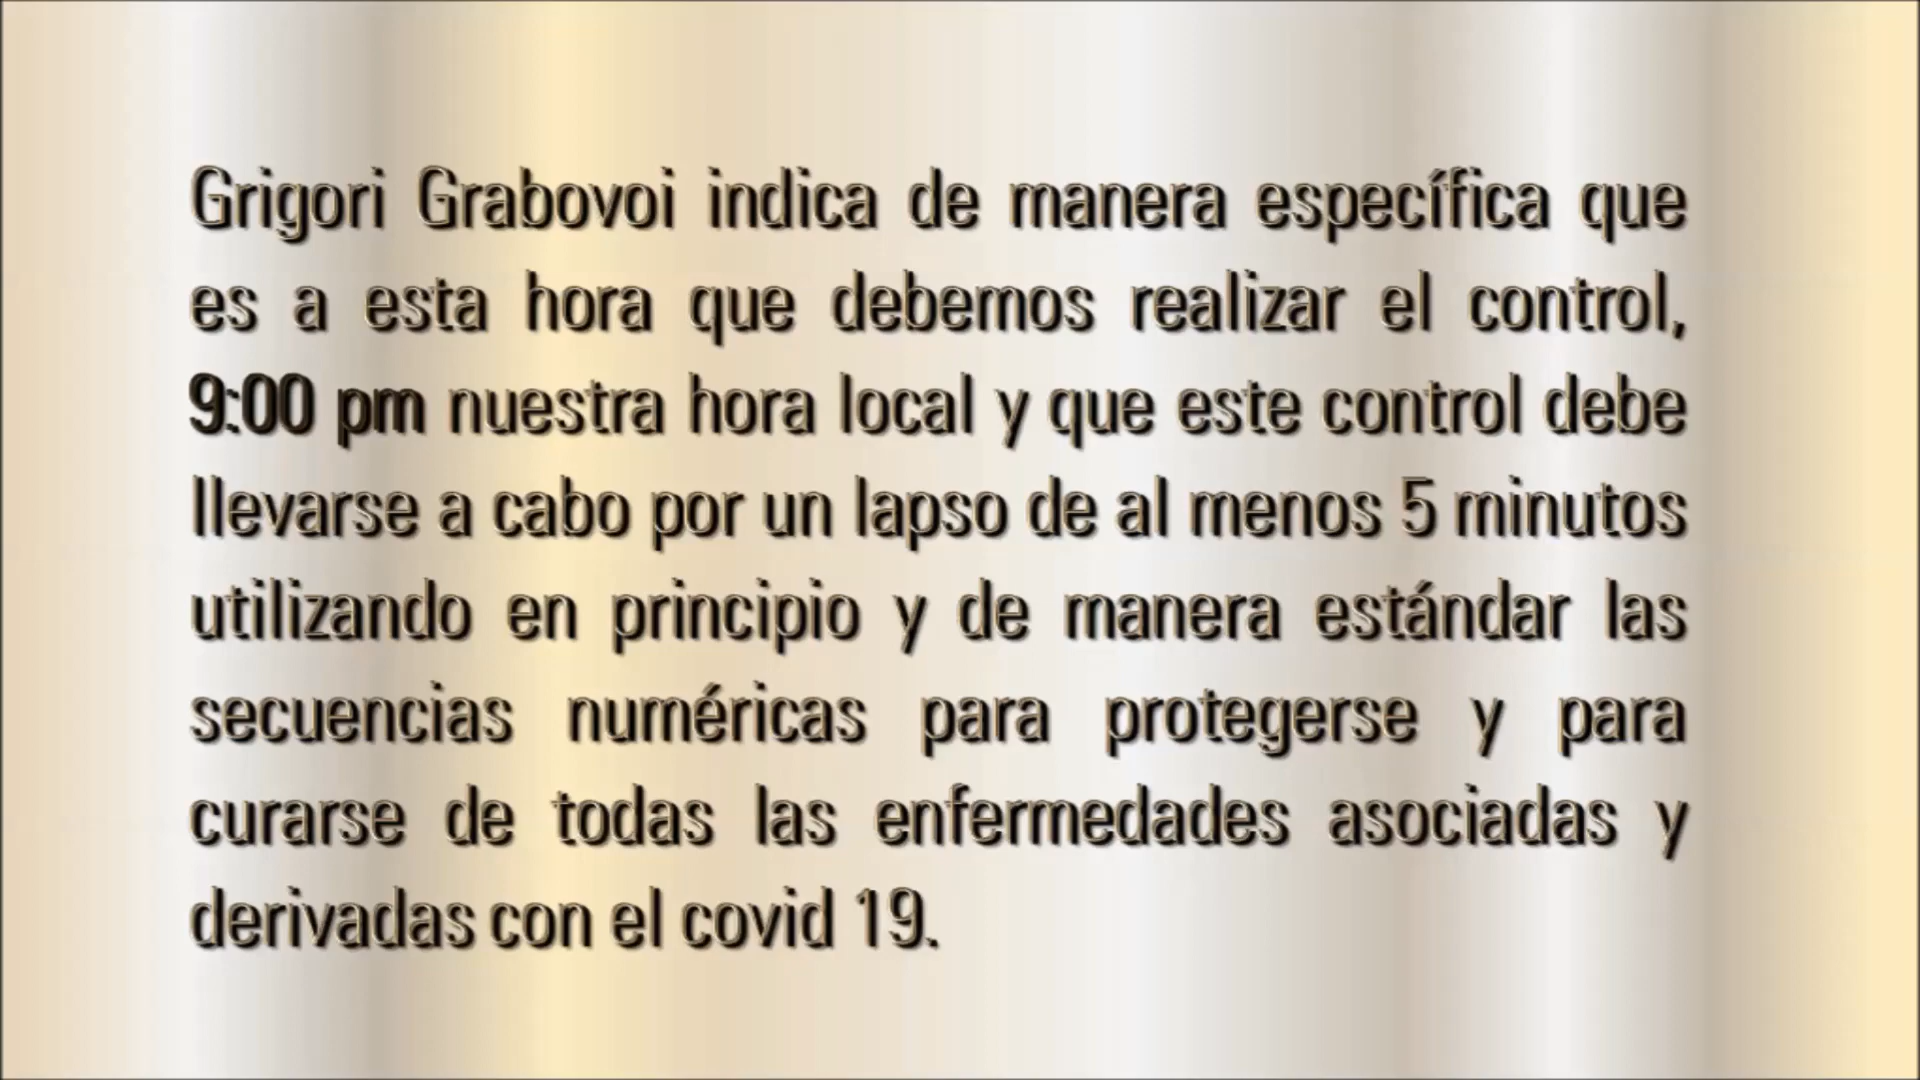 Grigori Grabovoi indica de manera específica que
es a esta hora que debemos realizar el control,
9:00 pm nuestra hora local y que este control debe
llevarse a cabo por un lapso de al menos 5 minutos
utilizando en principio y de manera estándar las
secuencias numéricas para protegerse y para
curarse de todas las enfermedades asociadas y
derivadas con el covid 19.